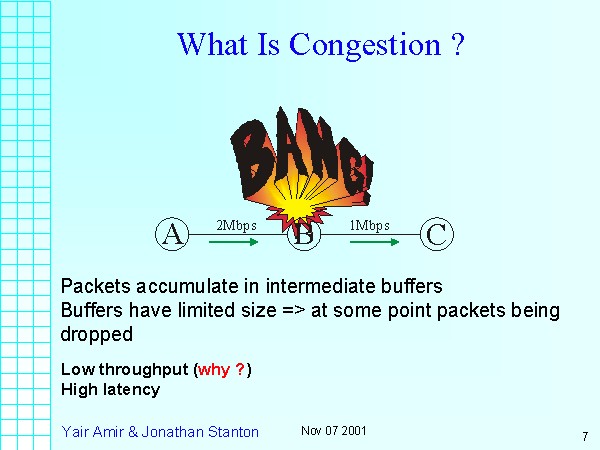 What Is Congestion ?
BANG!
2Mbps
1Mbps
A
B
C
Packets accumulate in intermediate buffers
Buffers have limited size => at some point packets being
dropped
Low throughput (why ?)
High latency
Yair Amir & Jonathan Stanton
Nov 07 2001
7